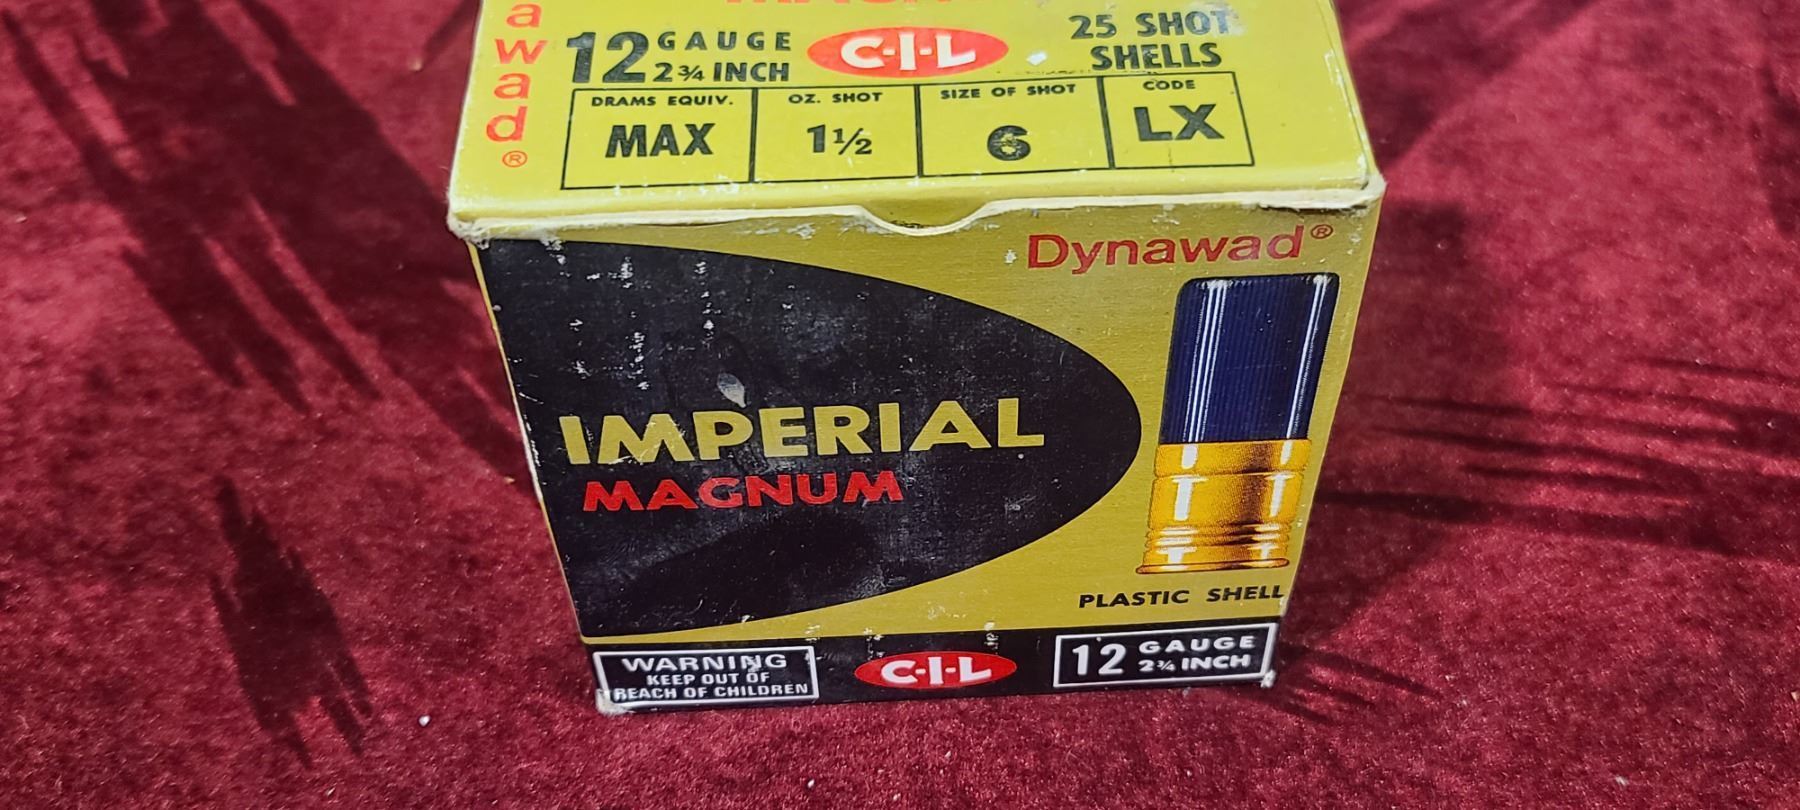 awad®
12 GAUGE
2¾ INCH
C-I-L
25 SHOT
SHELLS
DRAMS EQUIV.
MAX
OZ. SHOT
1½
SIZE OF SHOT
6
CODE
LX
Dynawad®
IMPERIAL
MAGNUM
PLASTIC SHELL
WARNING
KEEP OUT OF
REACH OF CHILDREN
C-I-L
12 GAUGE
2¾ INCH